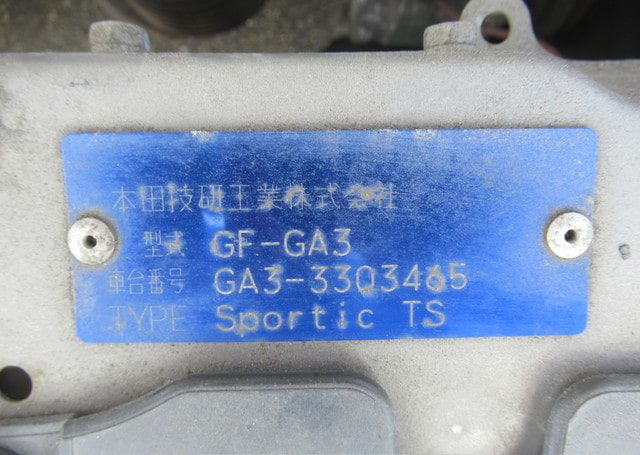 本田技研工業株式会社
型式 GF-GA3
車台番号 GA3-3303465
TYPE Sportic TS